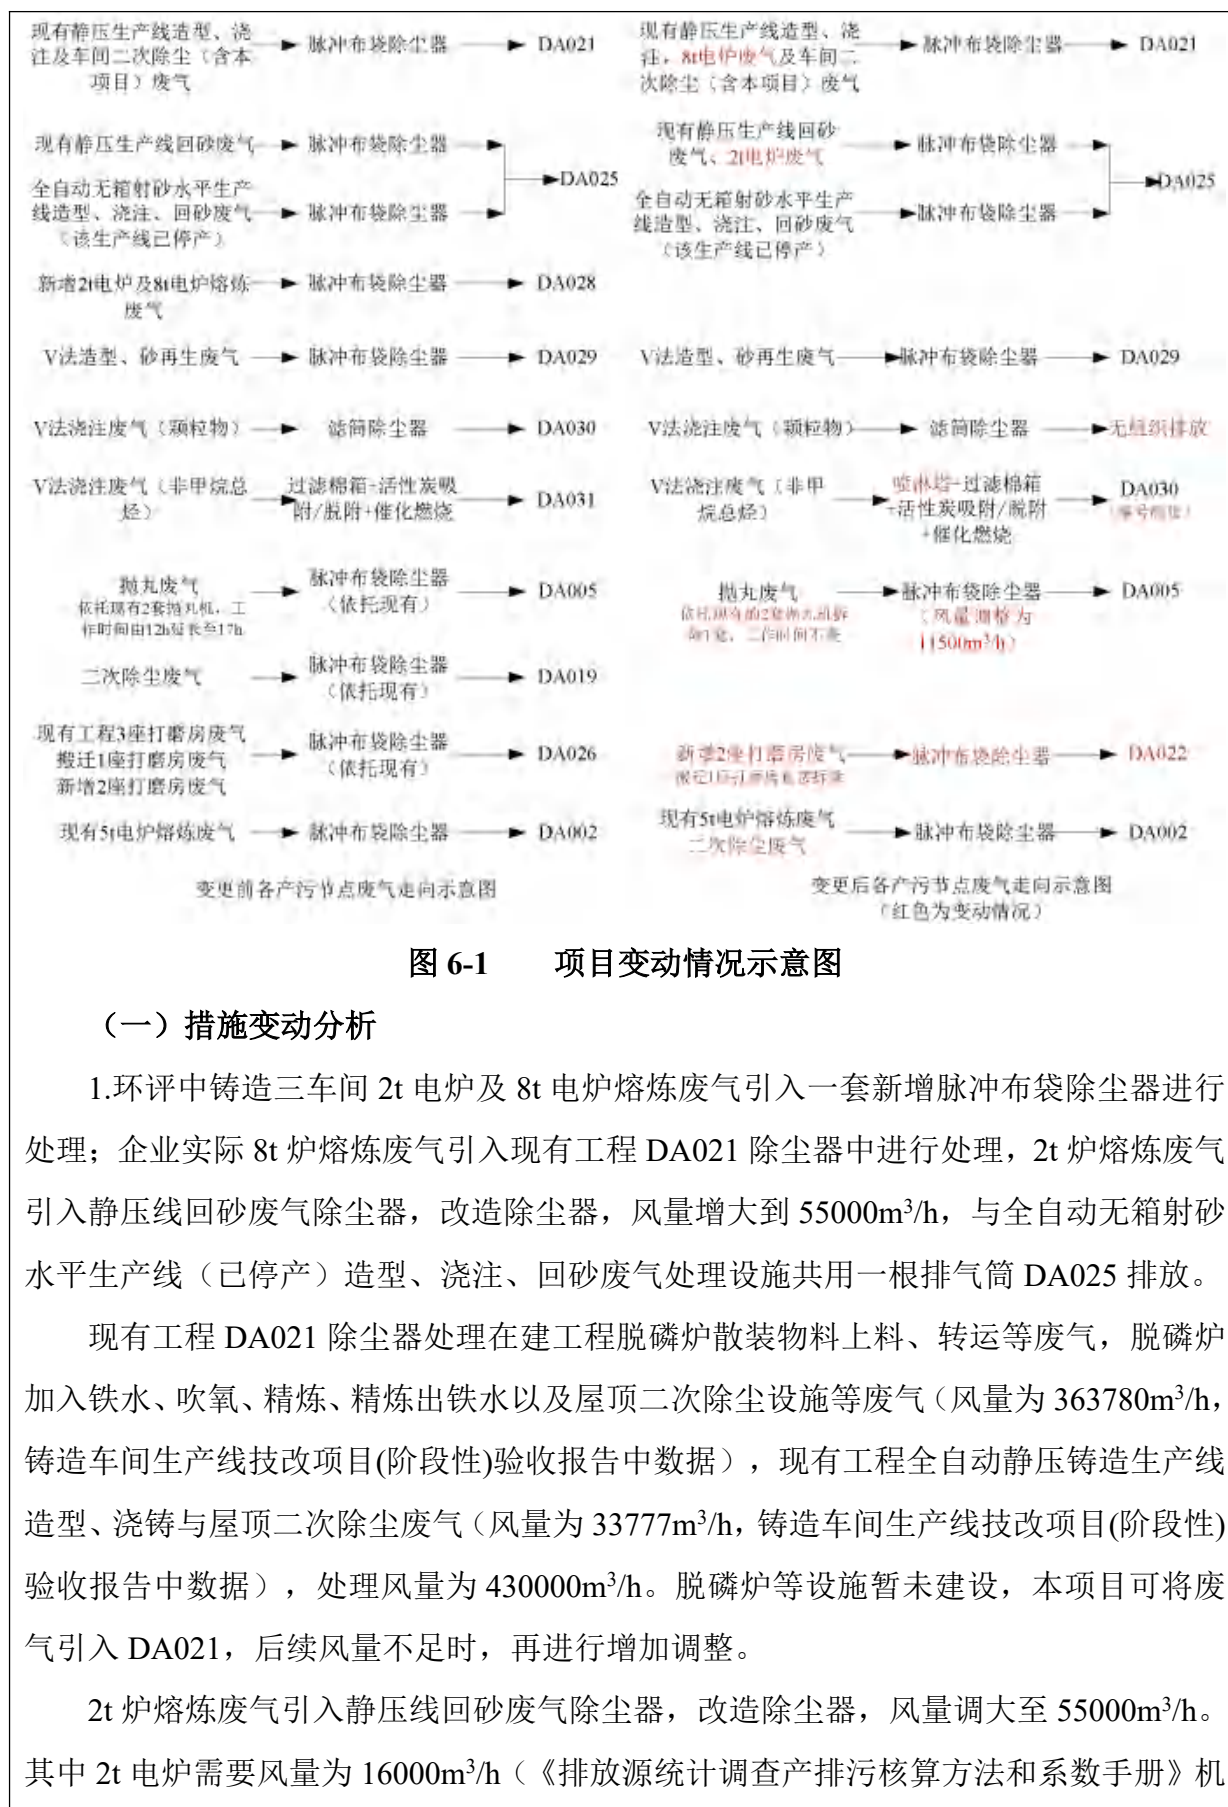 现有静压生产线造型、浇
注及车间二次除尘（含本
项目）废气
脉冲布袋除尘器
DA021
现有静压生产线回砂废气
脉冲布袋除尘器
全自动无箱射砂水平生产
线造型、浇注、回砂废气
（该生产线已停产）
脉冲布袋除尘器
DA025
新增2t电炉及8t电炉熔炼
废气
脉冲布袋除尘器
DA028
V法造型、砂再生废气
脉冲布袋除尘器
DA029
V法浇注废气（颗粒物）
滤筒除尘器
DA030
V法浇注废气（非甲烷总
烃）
过滤棉箱+活性炭吸
附/脱附+催化燃烧
DA031
抛丸废气
依托现有2套抛丸机，工
作时间由12h延长至17h
脉冲布袋除尘器
（依托现有）
DA005
二次除尘废气
脉冲布袋除尘器
（依托现有）
DA019
现有工程3座打磨房废气
搬迁1座打磨房废气
新增2座打磨房废气
脉冲布袋除尘器
（依托现有）
DA026
现有5t电炉熔炼废气
脉冲布袋除尘器
DA002
变更前各产污节点废气走向示意图
现有静压生产线造型、浇
注，8t电炉废气及车间二
次除尘（含本项目）废气
脉冲布袋除尘器
DA021
现有静压生产线回砂
废气、2t电炉废气
脉冲布袋除尘器
全自动无箱射砂水平生产
线造型、浇注、回砂废气
（该生产线已停产）
脉冲布袋除尘器
DA025
V法造型、砂再生废气
脉冲布袋除尘器
DA029
V法浇注废气（颗粒物）
滤筒除尘器
无组织排放
V法浇注废气（非甲
烷总烃）
喷淋塔+过滤棉箱
+活性炭吸附/脱附
+催化燃烧
DA030
抛丸废气
脉冲布袋除尘器
（风量调整为
11500m³/h）
DA005
新增2座打磨房废气
脉冲布袋除尘器
DA022
现有5t电炉熔炼废气
二次除尘废气
脉冲布袋除尘器
DA002
变更后各产污节点废气走向示意图
（红色为变动情况）
图 6-1 项目变动情况示意图
（一）措施变动分析
1.环评中铸造三车间 2t 电炉及 8t 电炉熔炼废气引入一套新增脉冲布袋除尘器进行
处理；企业实际 8t 炉熔炼废气引入现有工程 DA021 除尘器中进行处理，2t 炉熔炼废气
引入静压线回砂废气除尘器，改造除尘器，风量增大到 55000m³/h，与全自动无箱射砂
水平生产线（已停产）造型、浇注、回砂废气处理设施共用一根排气筒 DA025 排放。
现有工程 DA021 除尘器处理在建工程脱磷炉散装物料上料、转运等废气，脱磷炉
加入铁水、吹氧、精炼、精炼出铁水以及屋顶二次除尘设施等废气（风量为 363780m³/h，
铸造车间生产线技改项目(阶段性)验收报告中数据），现有工程全自动静压铸造生产线
造型、浇铸与屋顶二次除尘废气（风量为 33777m³/h，铸造车间生产线技改项目(阶段性)
验收报告中数据），处理风量为 430000m³/h。脱磷炉等设施暂未建设，本项目可将废
气引入 DA021，后续风量不足时，再进行增加调整。
2t 炉熔炼废气引入静压线回砂废气除尘器，改造除尘器，风量调大至 55000m³/h。
其中 2t 电炉需要风量为 16000m³/h（《排放源统计调查产排污核算方法和系数手册》机